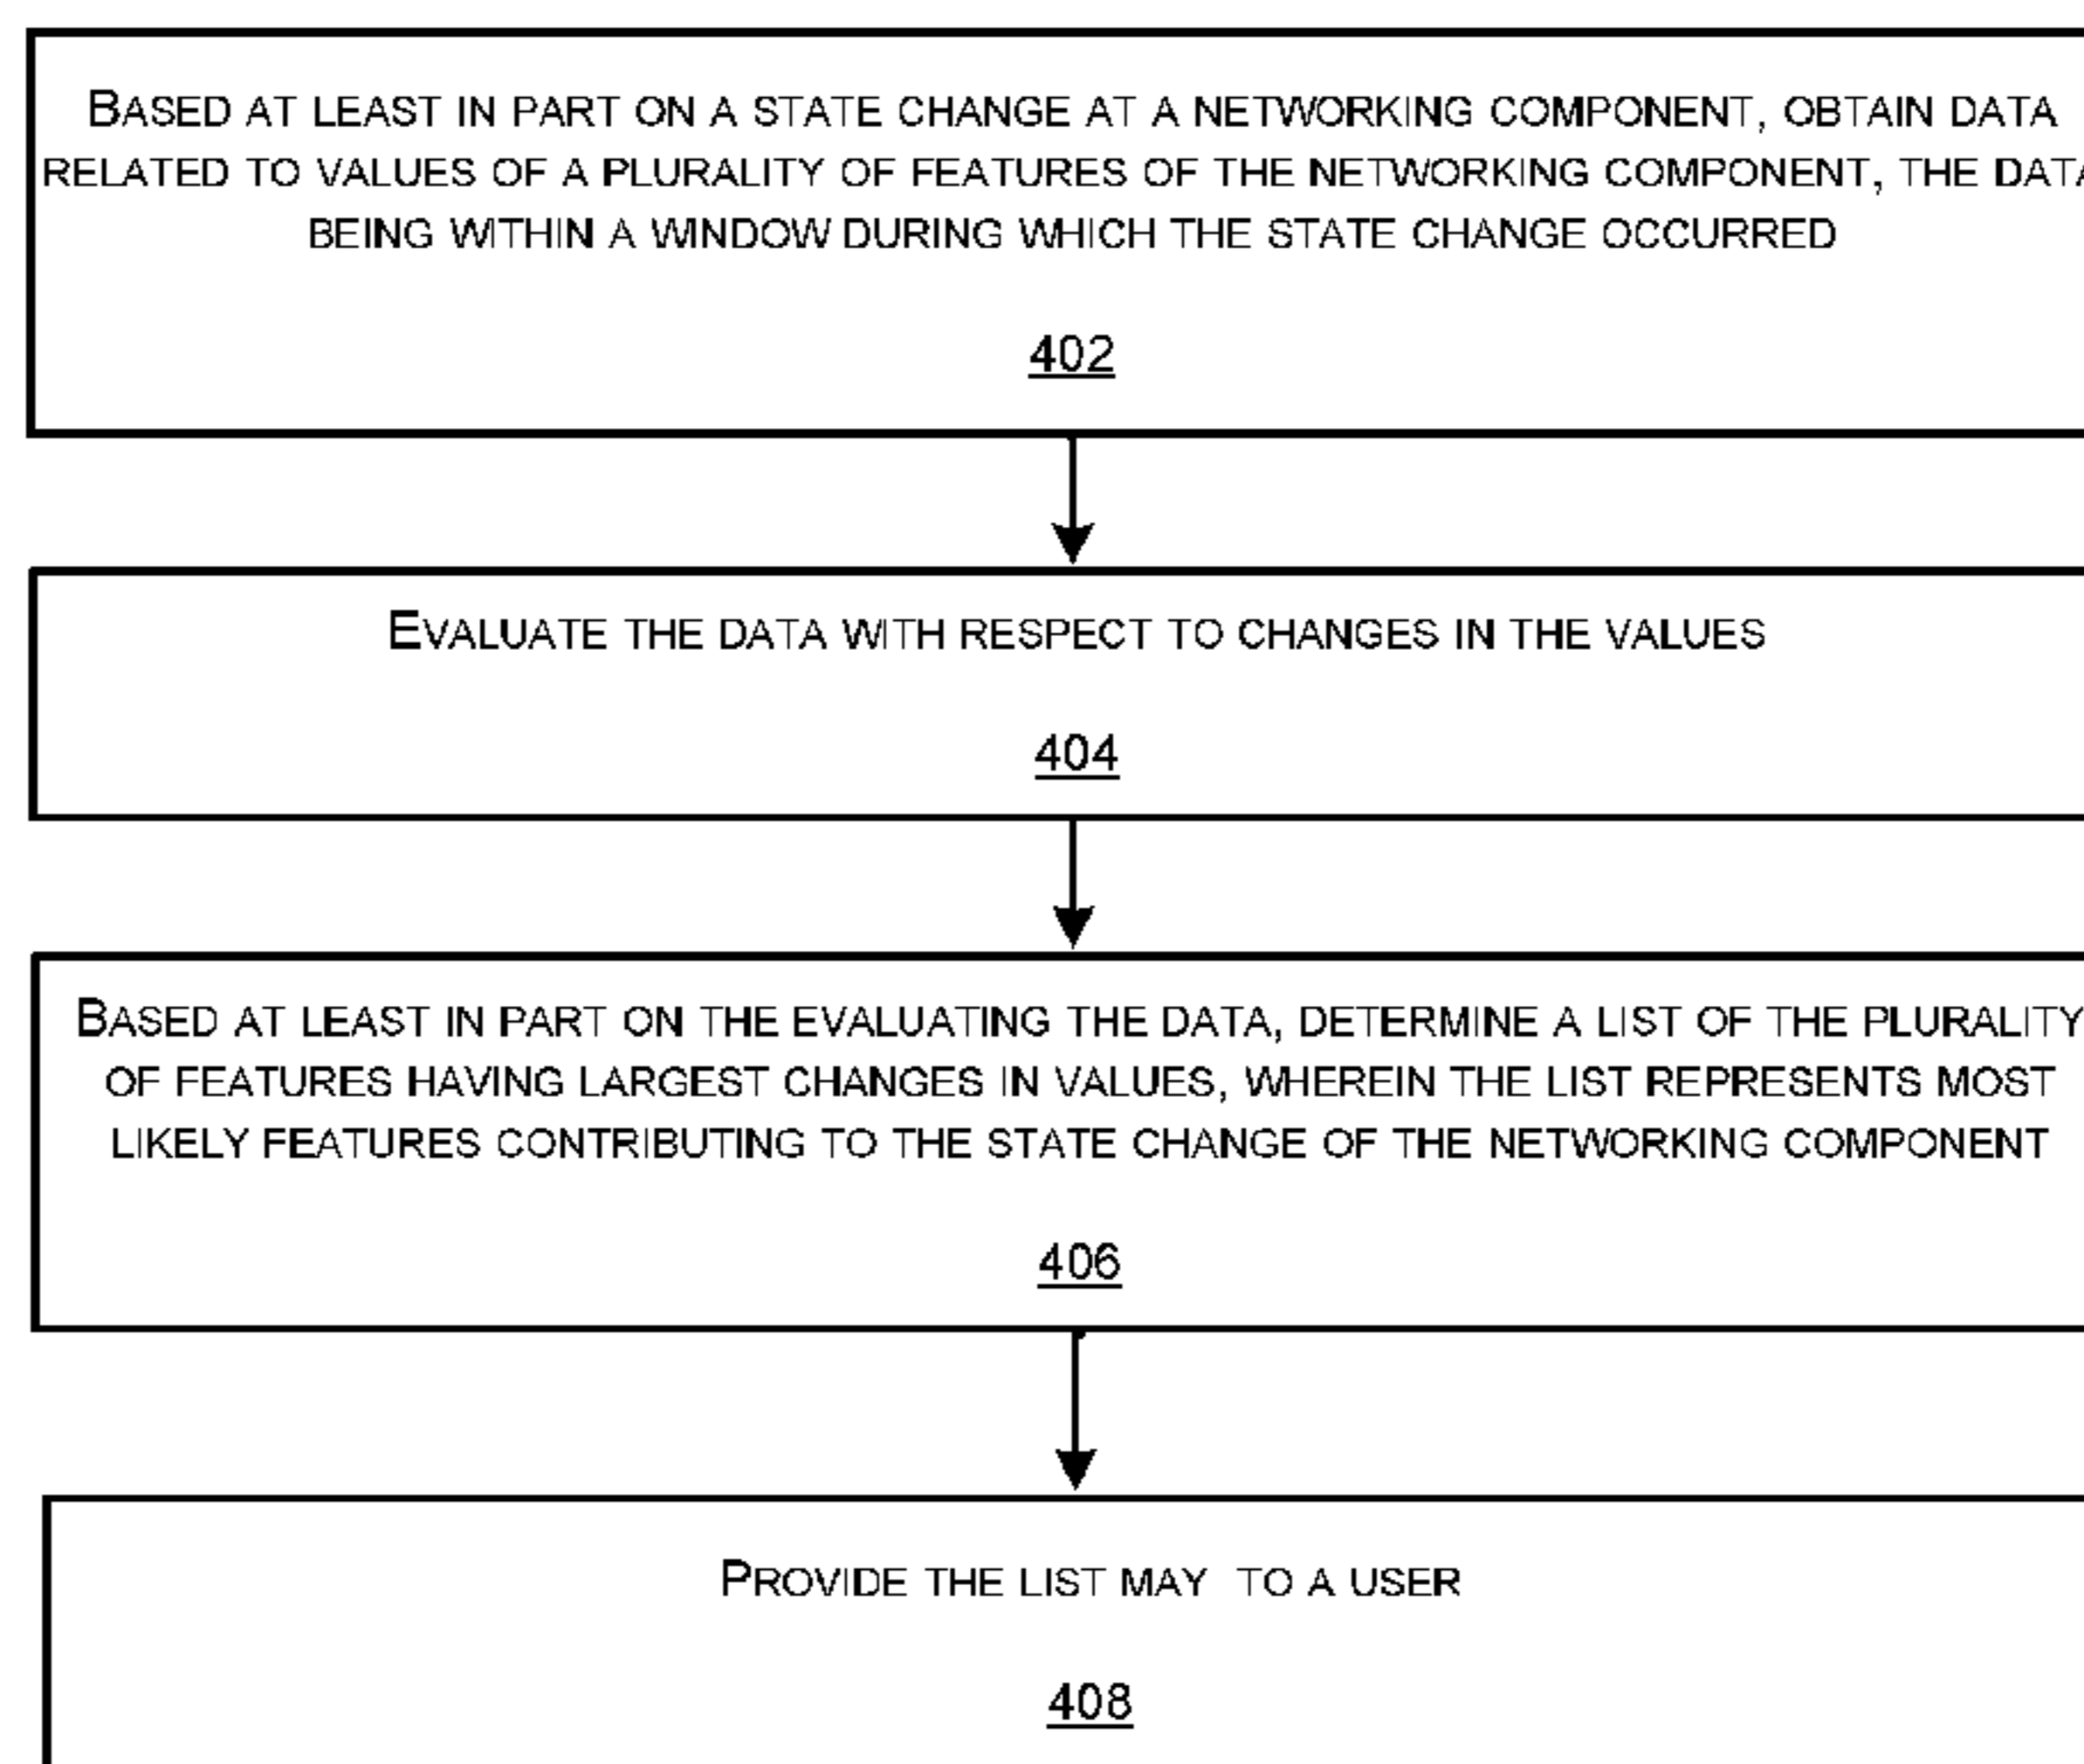 BASED AT LEAST IN PART ON A STATE CHANGE AT A NETWORKING COMPONENT, OBTAIN DATA
RELATED TO VALUES OF A PLURALITY OF FEATURES OF THE NETWORKING COMPONENT, THE DATA
BEING WITHIN A WINDOW DURING WHICH THE STATE CHANGE OCCURRED
402
EVALUATE THE DATA WITH RESPECT TO CHANGES IN THE VALUES
404
BASED AT LEAST IN PART ON THE EVALUATING THE DATA, DETERMINE A LIST OF THE PLURALITY
OF FEATURES HAVING LARGEST CHANGES IN VALUES, WHEREIN THE LIST REPRESENTS MOST
LIKELY FEATURES CONTRIBUTING TO THE STATE CHANGE OF THE NETWORKING COMPONENT
406
PROVIDE THE LIST MAY TO A USER
408